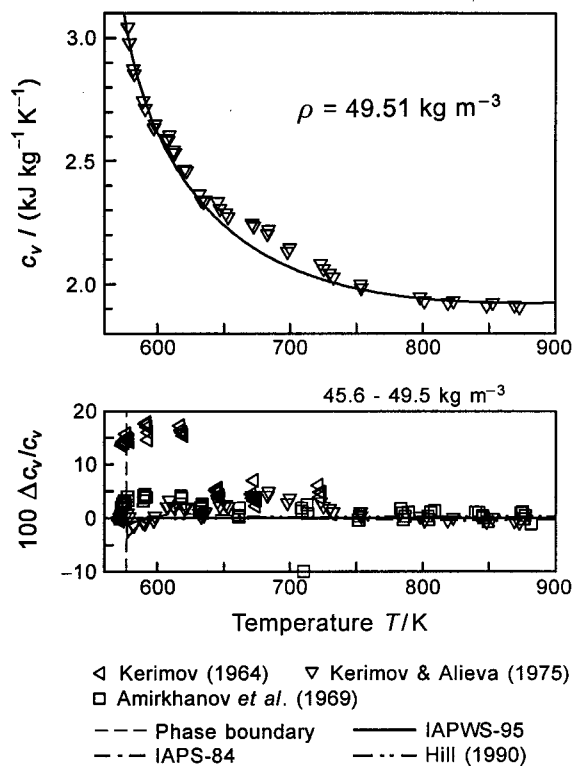 3.0
2.5
2.0
c_v / (kJ kg⁻¹ K⁻¹)
ρ = 49.51 kg m⁻³
600 700 800 900
45.6 - 49.5 kg m⁻³
20
10
0
−10
100 Δc_v/c_v
600 700 800 900
Temperature T/K
Kerimov (1964) Kerimov & Alieva (1975)
Amirkhanov et al. (1969)
Phase boundary IAPWS-95
IAPS-84 Hill (1990)